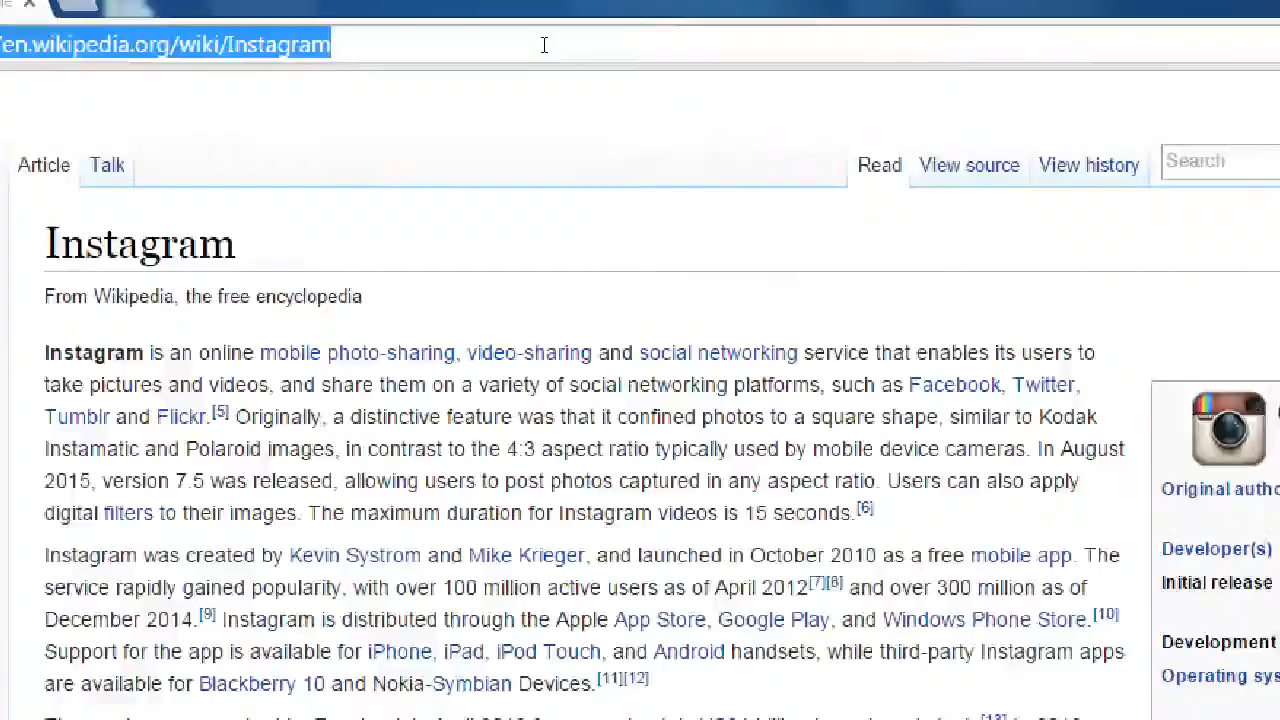 en.wikipedia.org/wiki/Instagram
Article Talk Read View source View history Search
Instagram
From Wikipedia, the free encyclopedia
Instagram is an online mobile photo-sharing, video-sharing and social networking service that enables its users to
take pictures and videos, and share them on a variety of social networking platforms, such as Facebook, Twitter,
Tumblr and Flickr.[5] Originally, a distinctive feature was that it confined photos to a square shape, similar to Kodak
Instamatic and Polaroid images, in contrast to the 4:3 aspect ratio typically used by mobile device cameras. In August
2015, version 7.5 was released, allowing users to post photos captured in any aspect ratio. Users can also apply
digital filters to their images. The maximum duration for Instagram videos is 15 seconds.[6]
Instagram was created by Kevin Systrom and Mike Krieger, and launched in October 2010 as a free mobile app. The
service rapidly gained popularity, with over 100 million active users as of April 2012[7][8] and over 300 million as of
December 2014.[9] Instagram is distributed through the Apple App Store, Google Play, and Windows Phone Store.[10]
Support for the app is available for iPhone, iPad, iPod Touch, and Android handsets, while third-party Instagram apps
are available for Blackberry 10 and Nokia-Symbian Devices.[11][12]
Original autho
Developer(s)
Initial release
Development
Operating sys